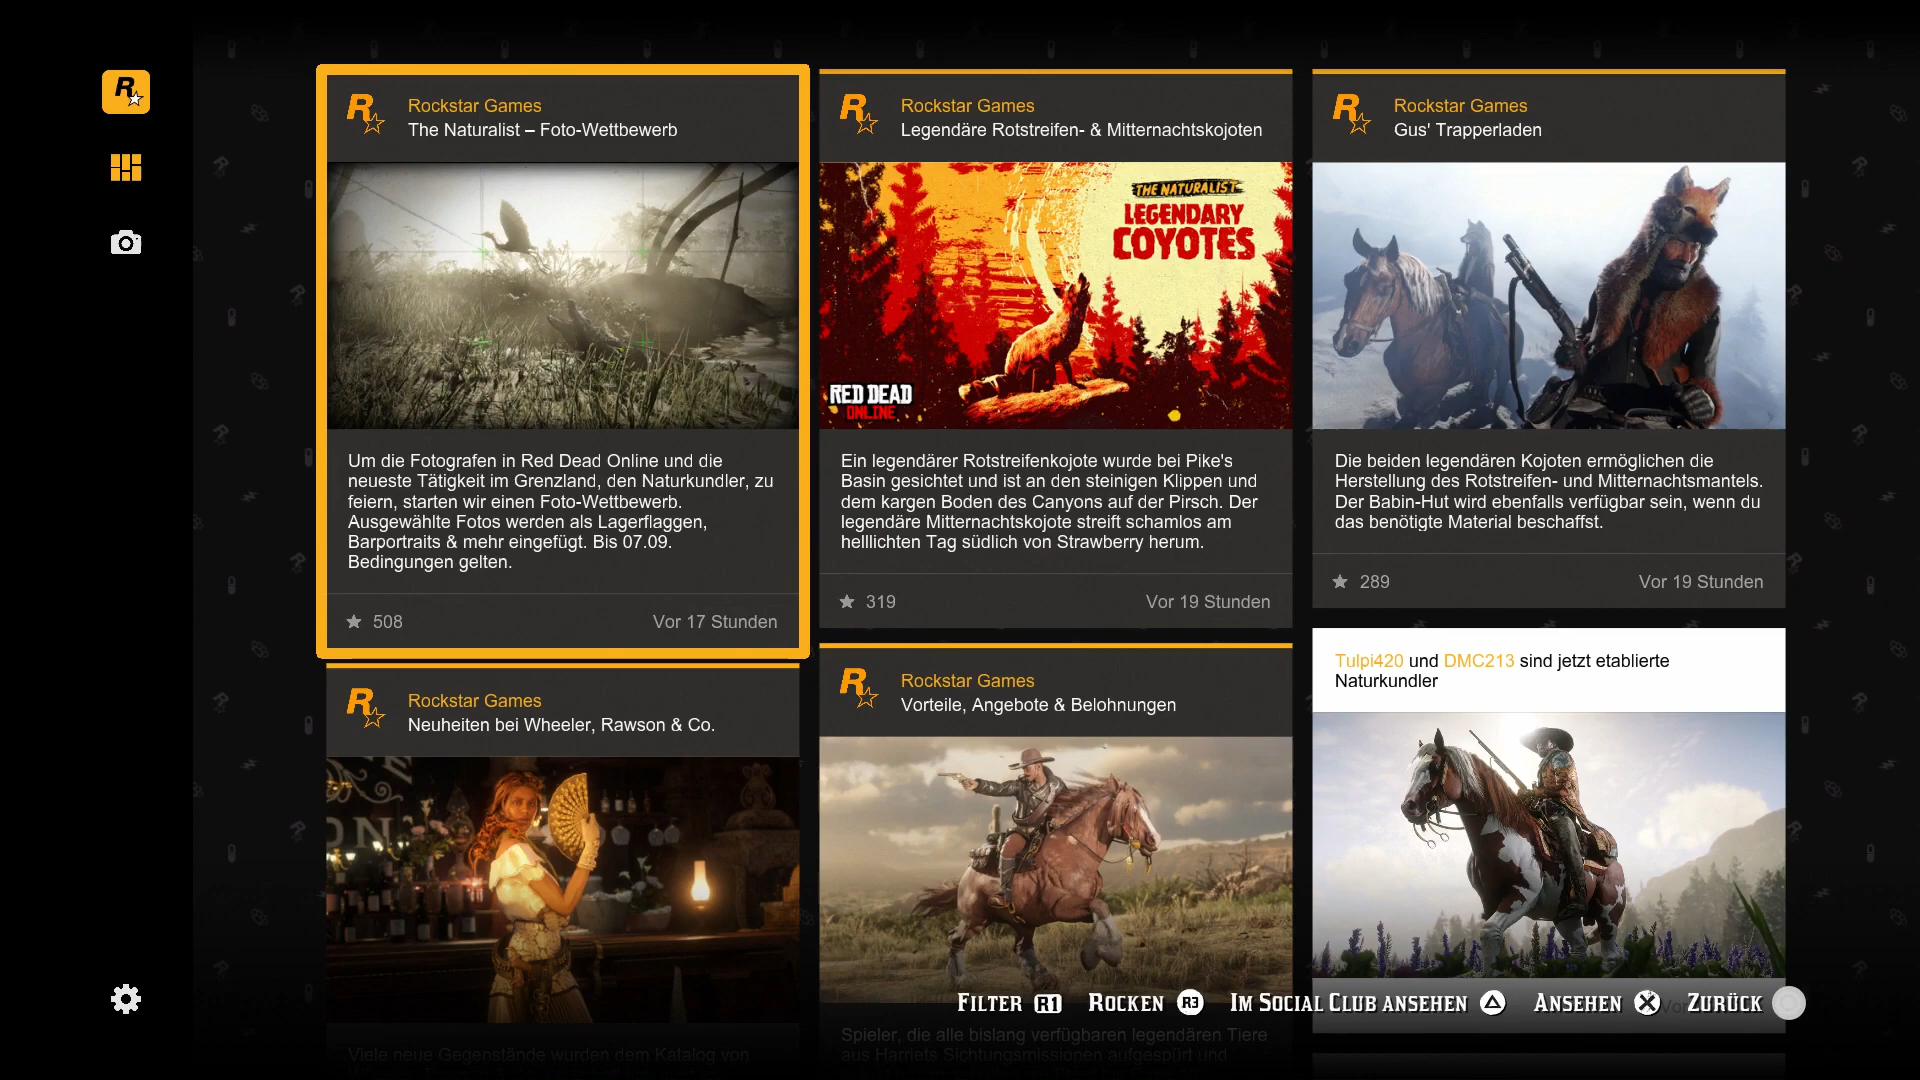 Rockstar Games
The Naturalist – Foto-Wettbewerb
Um die Fotografen in Red Dead Online und die
neueste Tätigkeit im Grenzland, den Naturkundler, zu
feiern, starten wir einen Foto-Wettbewerb.
Ausgewählte Fotos werden als Lagerflaggen,
Barportraits & mehr eingefügt. Bis 07.09.
Bedingungen gelten.
508
Vor 17 Stunden
Rockstar Games
Legendäre Rotstreifen- & Mitternachtskojoten
THE NATURALIST
LEGENDARY
COYOTES
RED DEAD
ONLINE
Ein legendärer Rotstreifenkojote wurde bei Pike's
Basin gesichtet und ist an den steinigen Klippen und
dem kargen Boden des Canyons auf der Pirsch. Der
legendäre Mitternachtskojote streift schamlos am
helllichten Tag südlich von Strawberry herum.
319
Vor 19 Stunden
Rockstar Games
Gus' Trapperladen
Die beiden legendären Kojoten ermöglichen die
Herstellung des Rotstreifen- und Mitternachtsmantels.
Der Babin-Hut wird ebenfalls verfügbar sein, wenn du
das benötigte Material beschaffst.
289
Vor 19 Stunden
Rockstar Games
Neuheiten bei Wheeler, Rawson & Co.
Viele neue Gegenstände wurden dem Katalog von
Rockstar Games
Vorteile, Angebote & Belohnungen
Spieler, die alle bislang verfügbaren legendären Tiere
aus Harriets Sichtungsmissionen aufgespürt und
Tulpi420 und DMC213 sind jetzt etablierte
Naturkundler
FILTER R1 ROCKEN R3 IM SOCIAL CLUB ANSEHEN ANSEHEN ZURÜCK